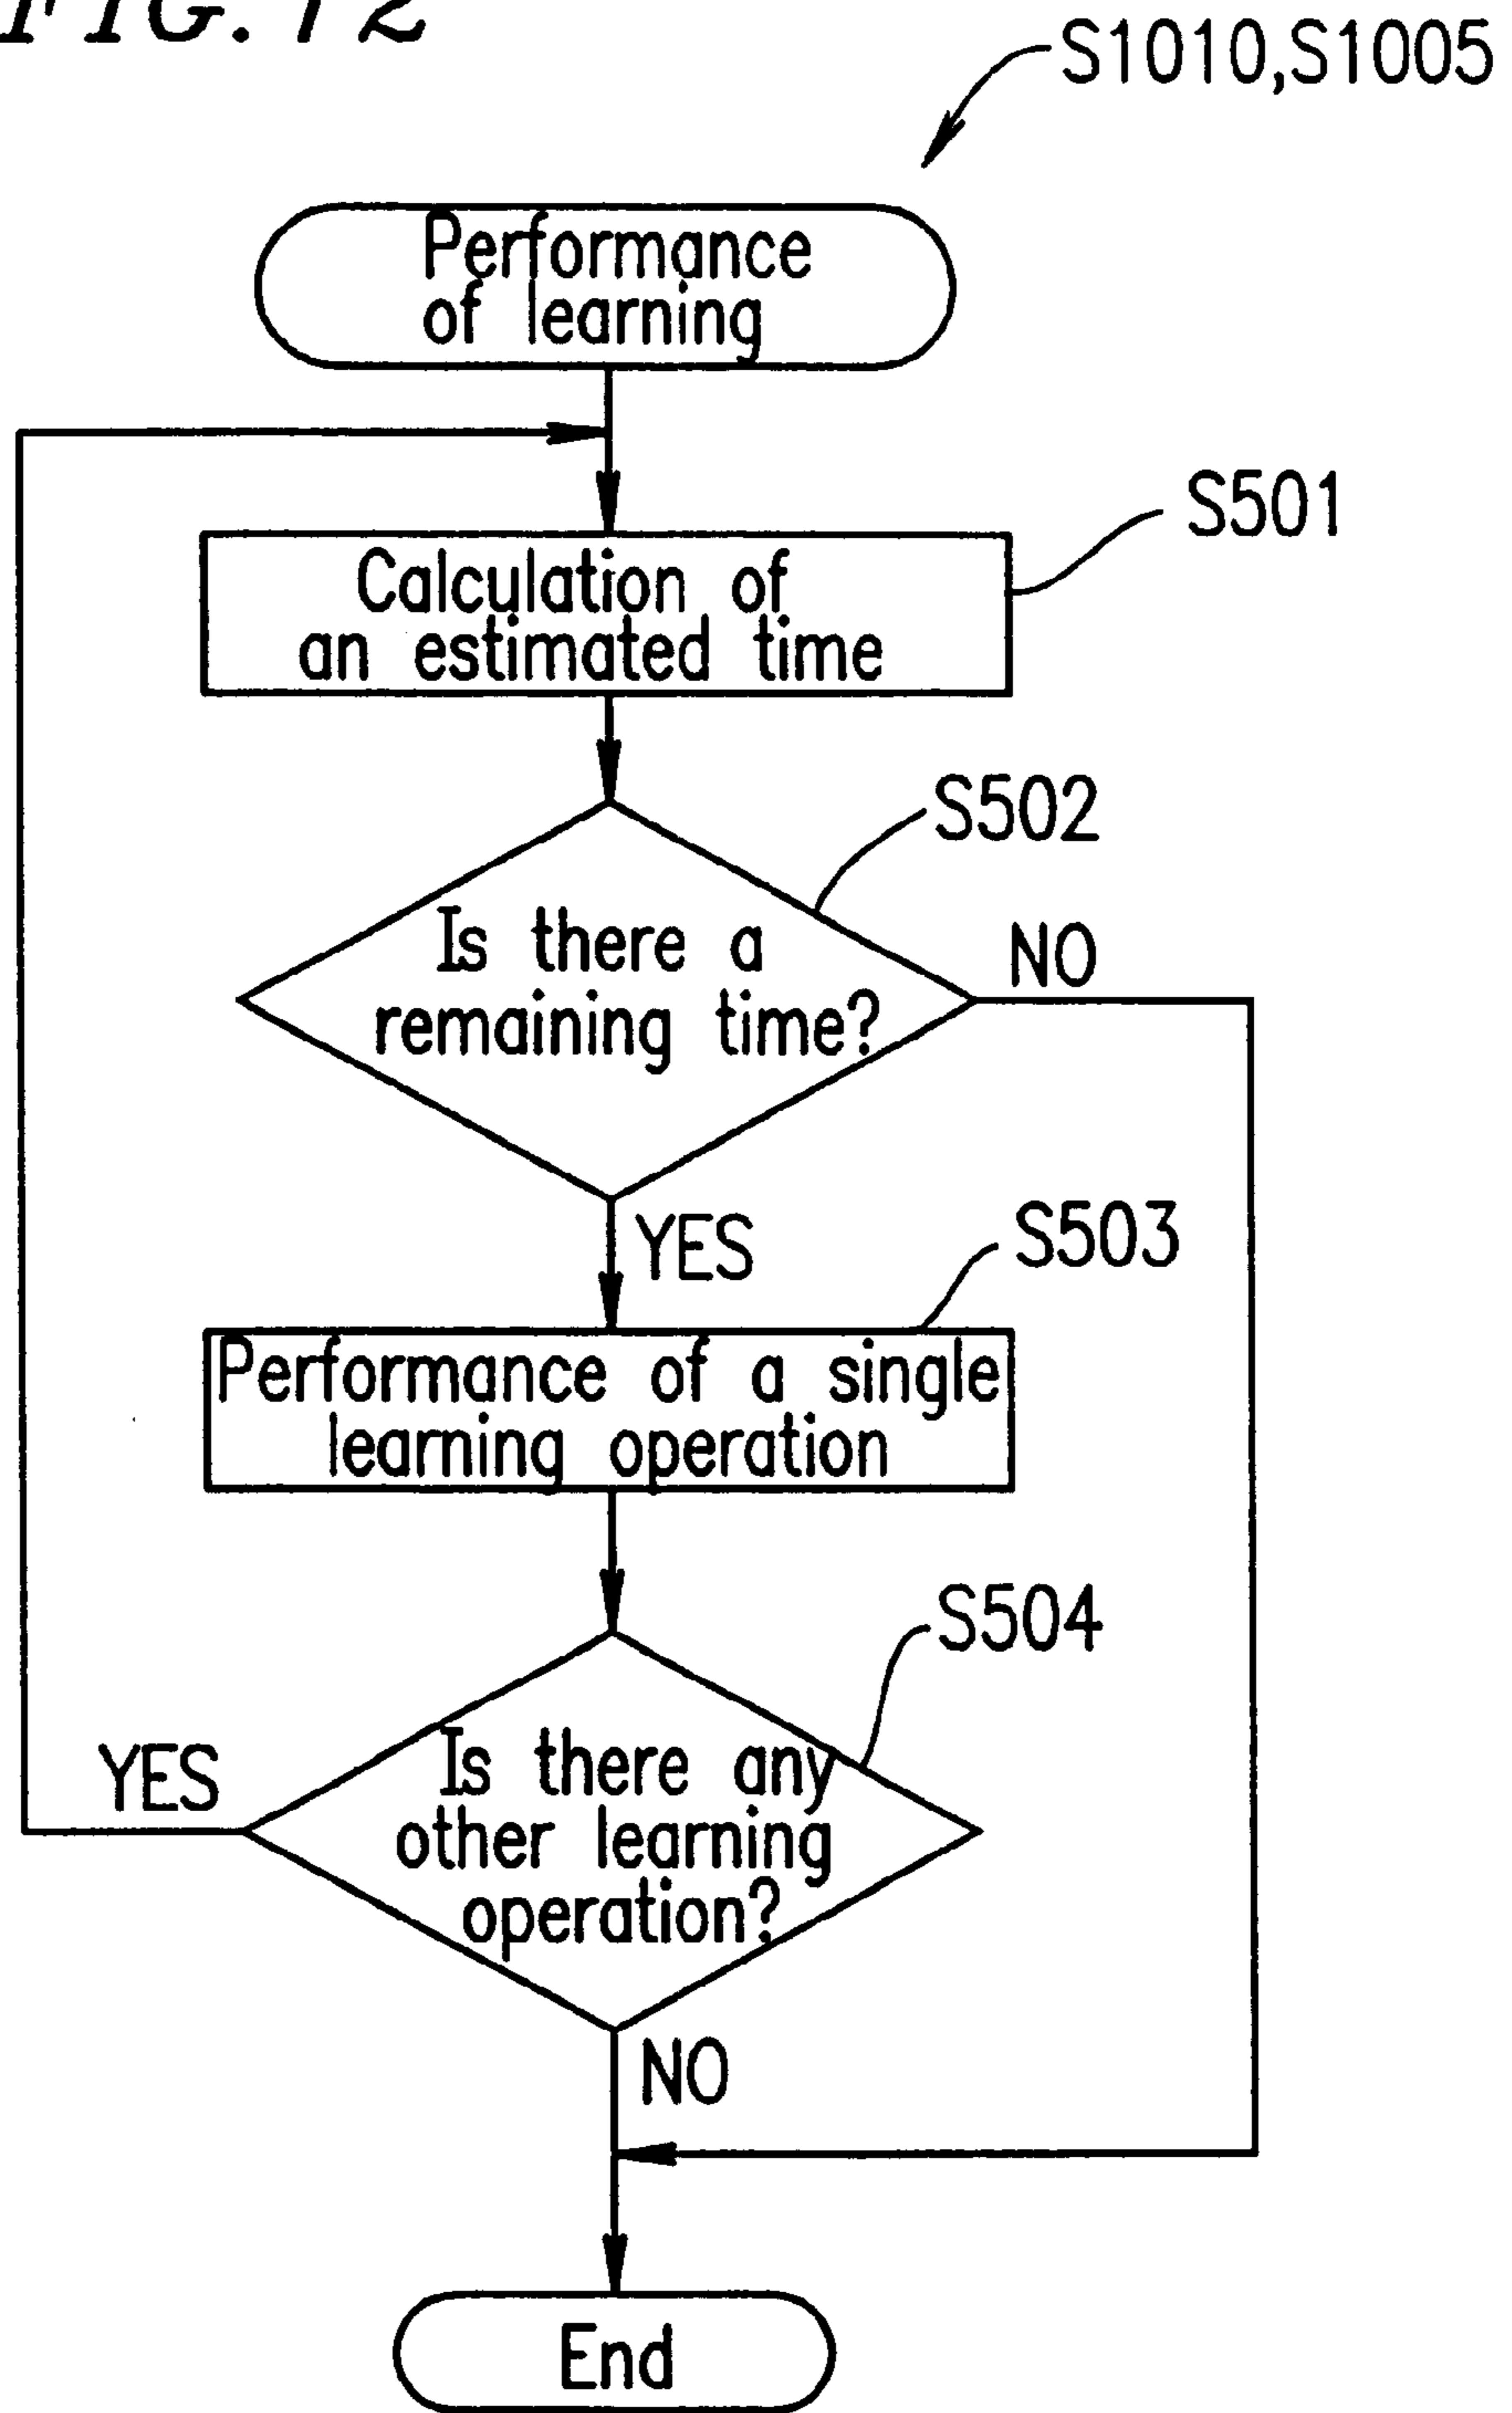 FIG. 12
S1010,S1005
Performance
of learning
S501
Calculation of
an estimated time
S502
Is there a
remaining time?
NO
YES
S503
Performance of a single
learning operation
S504
Is there any
other learning
operation?
YES
NO
End